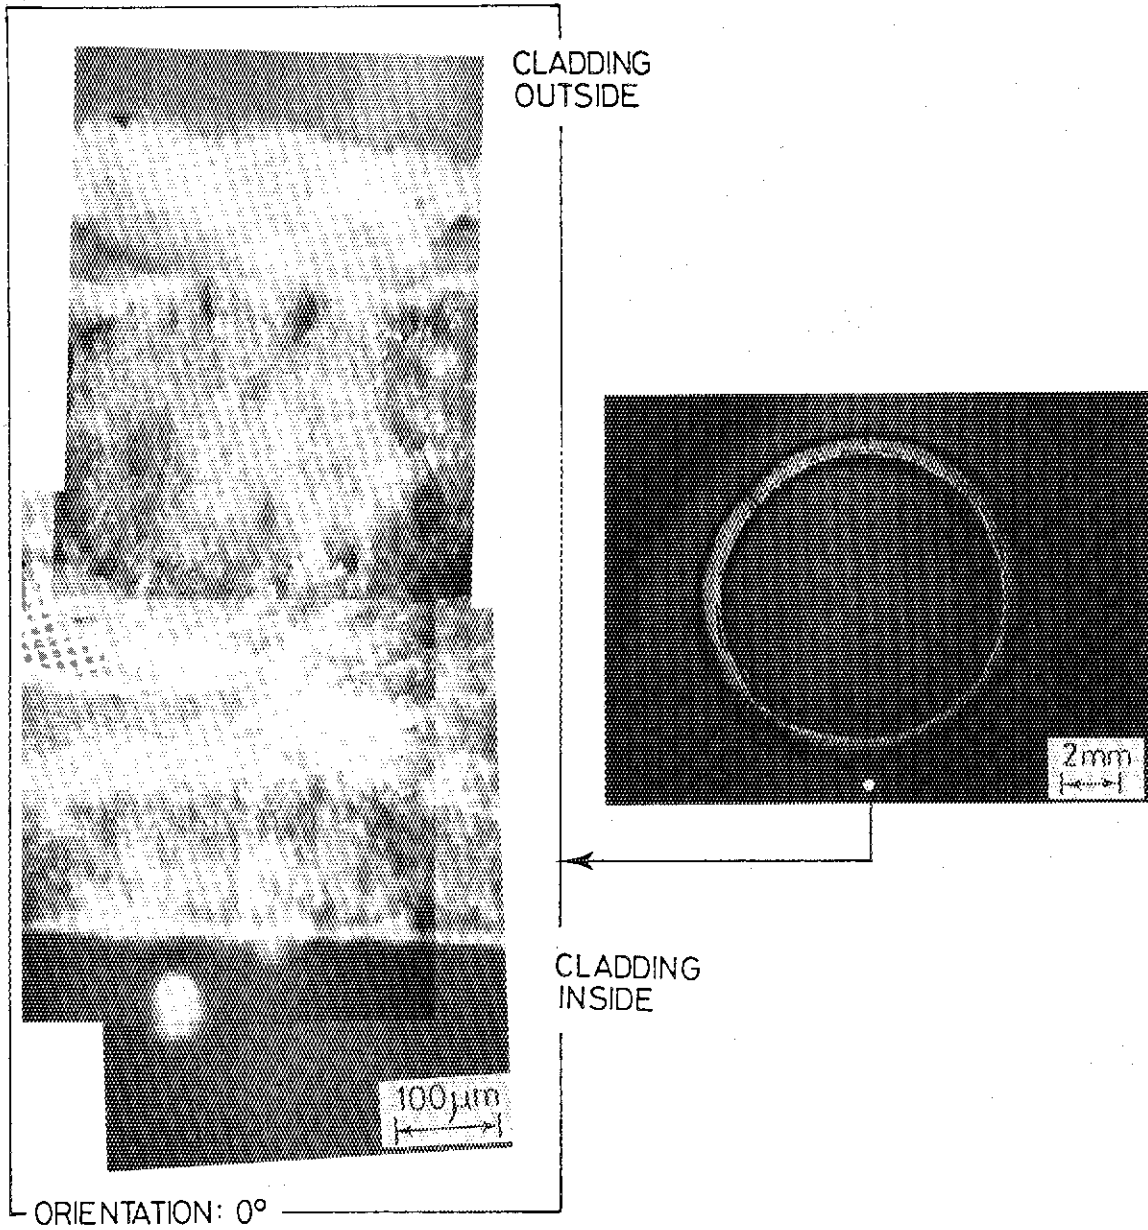 CLADDING
OUTSIDE
2mm
CLADDING
INSIDE
100μm
ORIENTATION: 0°